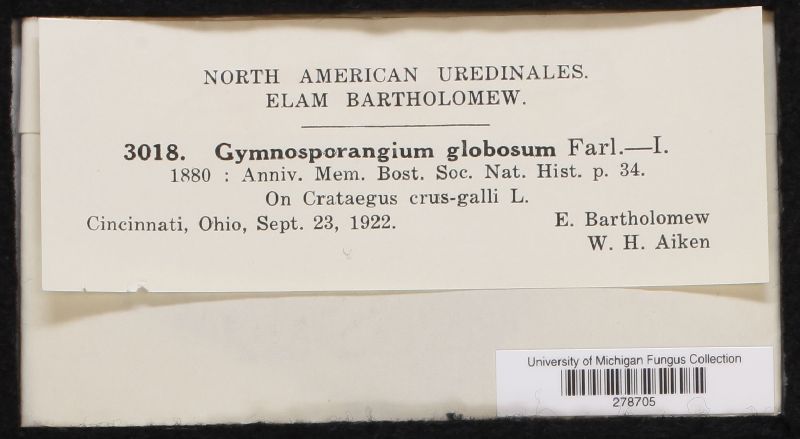 NORTH AMERICAN UREDINALES.
ELAM BARTHOLOMEW.
3018. Gymnosporangium globosum Farl.—I.
1880 : Anniv. Mem. Bost. Soc. Nat. Hist. p. 34.
On Crataegus crus-galli L.
Cincinnati, Ohio, Sept. 23, 1922. E. Bartholomew
W. H. Aiken
University of Michigan Fungus Collection
278705